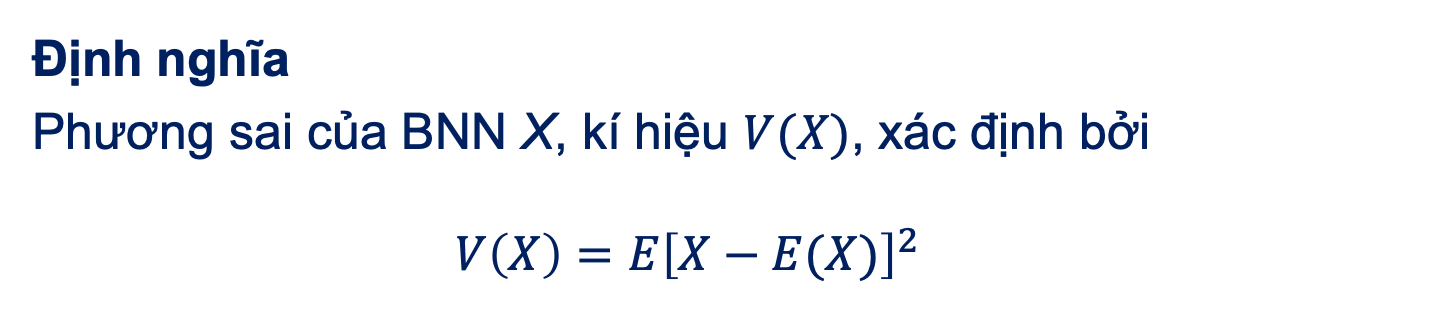 Định nghĩa
Phương sai của BNN X, kí hiệu V(X), xác định bởi
V(X) = E[X − E(X)]²